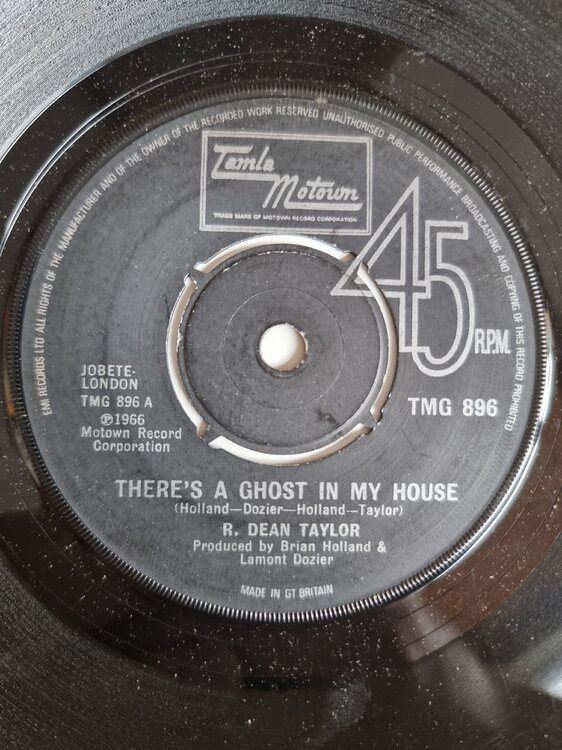 EMI RECORDS LTD ALL RIGHTS OF THE MANUFACTURER AND OF THE OWNER OF THE RECORDED WORK RESERVED UNAUTHORISED PUBLIC PERFORMANCE BROADCASTING AND COPYING OF THIS RECORD PROHIBITED
Tamla
Motown
TRADE MARK OF MOTOWN RECORD CORPORATION
45
R.P.M.
JOBETE-
LONDON
TMG 896 A
℗1966
Motown Record
Corporation
TMG 896
THERE'S A GHOST IN MY HOUSE
(Holland—Dozier—Holland—Taylor)
R. DEAN TAYLOR
Produced by Brian Holland &
Lamont Dozier
MADE IN GT BRITAIN